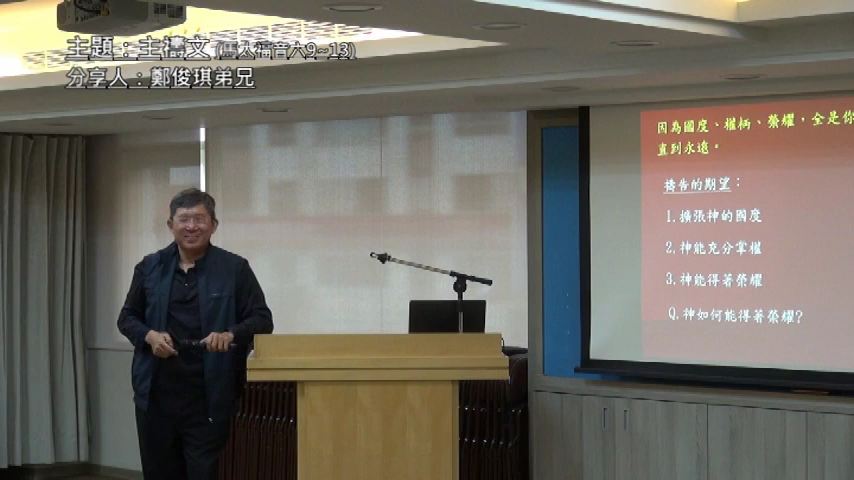 主題：主禱文 (馬太福音六9~13)
分享人：鄭俊琪弟兄
因為國度、權柄、榮耀，全是你
直到永遠。
禱告的期望：
1.擴張神的國度
2.神能充分掌權
3.神能得著榮耀
Q.神如何能得著榮耀?